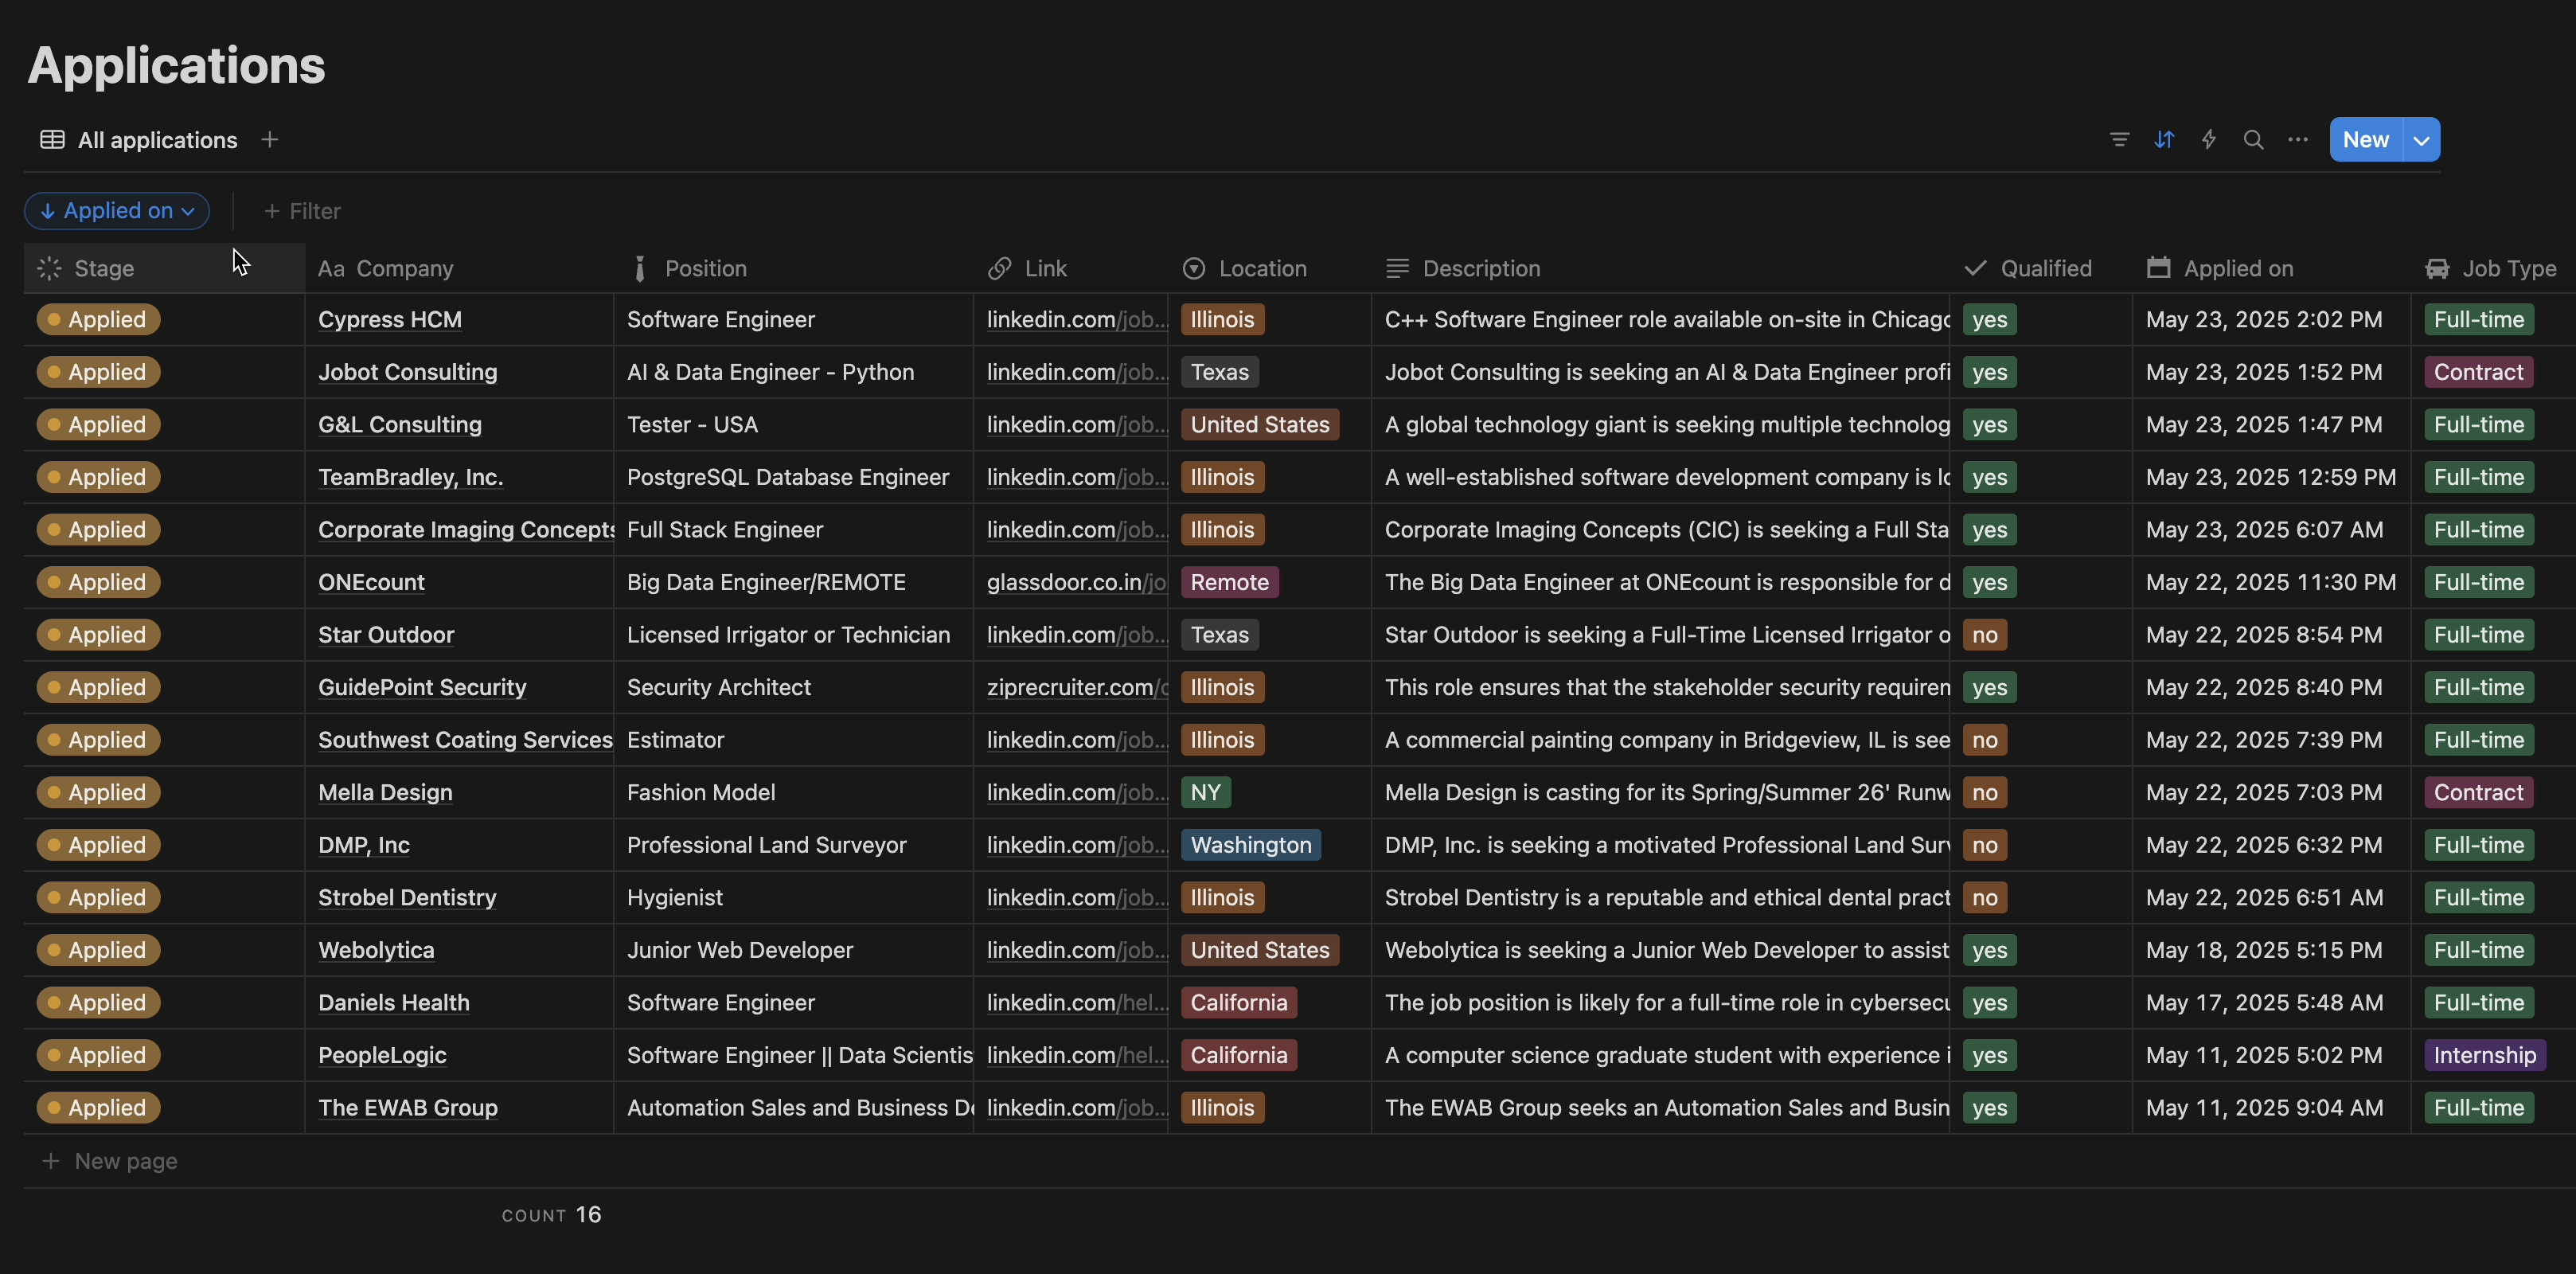 Applications
All applications
New
Applied on
Filter
Stage Aa Company Position Link Location Description Qualified Applied on Job Type
Applied Cypress HCM Software Engineer linkedin.com/job... Illinois C++ Software Engineer role available on-site in Chicago yes May 23, 2025 2:02 PM Full-time
Applied Jobot Consulting AI & Data Engineer - Python linkedin.com/job... Texas Jobot Consulting is seeking an AI & Data Engineer profi yes May 23, 2025 1:52 PM Contract
Applied G&L Consulting Tester - USA linkedin.com/job... United States A global technology giant is seeking multiple technolog yes May 23, 2025 1:47 PM Full-time
Applied TeamBradley, Inc. PostgreSQL Database Engineer linkedin.com/job... Illinois A well-established software development company is lo yes May 23, 2025 12:59 PM Full-time
Applied Corporate Imaging Concepts Full Stack Engineer linkedin.com/job... Illinois Corporate Imaging Concepts (CIC) is seeking a Full Sta yes May 23, 2025 6:07 AM Full-time
Applied ONEcount Big Data Engineer/REMOTE glassdoor.co.in/jo Remote The Big Data Engineer at ONEcount is responsible for d yes May 22, 2025 11:30 PM Full-time
Applied Star Outdoor Licensed Irrigator or Technician linkedin.com/job... Texas Star Outdoor is seeking a Full-Time Licensed Irrigator o no May 22, 2025 8:54 PM Full-time
Applied GuidePoint Security Security Architect ziprecruiter.com/c Illinois This role ensures that the stakeholder security requirem yes May 22, 2025 8:40 PM Full-time
Applied Southwest Coating Services Estimator linkedin.com/job... Illinois A commercial painting company in Bridgeview, IL is see no May 22, 2025 7:39 PM Full-time
Applied Mella Design Fashion Model linkedin.com/job... NY Mella Design is casting for its Spring/Summer 26' Runw no May 22, 2025 7:03 PM Contract
Applied DMP, Inc Professional Land Surveyor linkedin.com/job... Washington DMP, Inc. is seeking a motivated Professional Land Surv no May 22, 2025 6:32 PM Full-time
Applied Strobel Dentistry Hygienist linkedin.com/job... Illinois Strobel Dentistry is a reputable and ethical dental pract no May 22, 2025 6:51 AM Full-time
Applied Webolytica Junior Web Developer linkedin.com/job... United States Webolytica is seeking a Junior Web Developer to assist yes May 18, 2025 5:15 PM Full-time
Applied Daniels Health Software Engineer linkedin.com/hel... California The job position is likely for a full-time role in cybersecu yes May 17, 2025 5:48 AM Full-time
Applied PeopleLogic Software Engineer || Data Scientis linkedin.com/hel... California A computer science graduate student with experience i yes May 11, 2025 5:02 PM Internship
Applied The EWAB Group Automation Sales and Business De linkedin.com/job... Illinois The EWAB Group seeks an Automation Sales and Busin yes May 11, 2025 9:04 AM Full-time
New page
COUNT 16